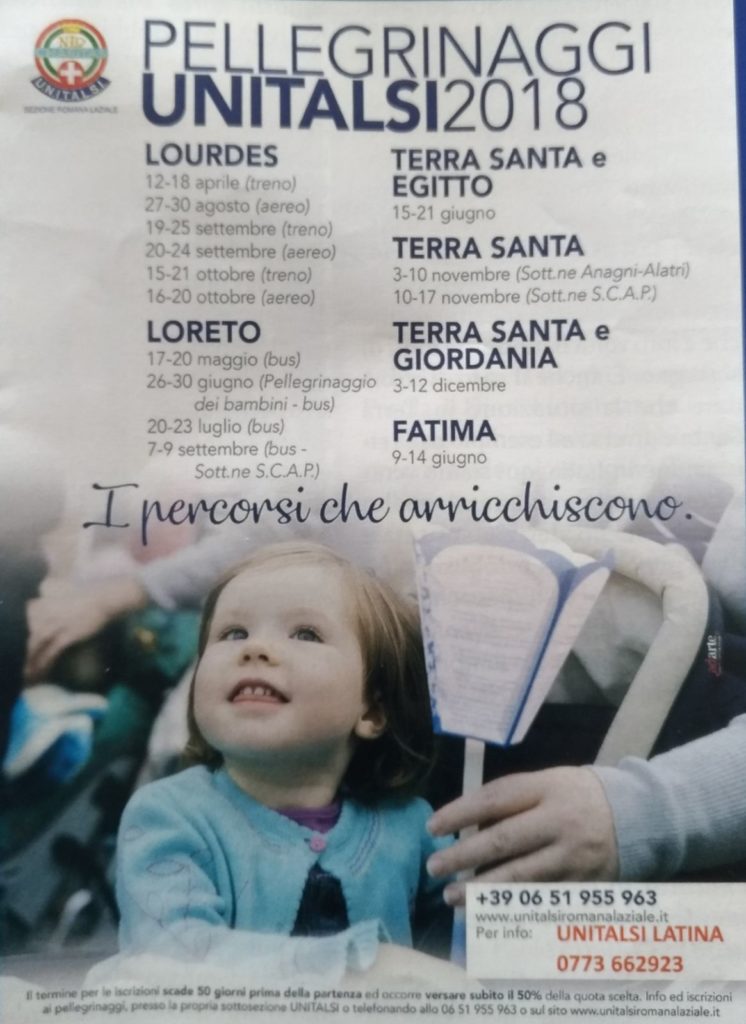 PELLEGRINAGGI
UNITALSI2018
UNITALSI
SEZIONE ROMANA LAZIALE
LOURDES
12-18 aprile (treno)
27-30 agosto (aereo)
19-25 settembre (treno)
20-24 settembre (aereo)
15-21 ottobre (treno)
16-20 ottobre (aereo)
LORETO
17-20 maggio (bus)
26-30 giugno (Pellegrinaggio
dei bambini - bus)
20-23 luglio (bus)
7-9 settembre (bus -
Sott.ne S.C.A.P.)
TERRA SANTA e
EGITTO
15-21 giugno
TERRA SANTA
3-10 novembre (Sott.ne Anagni-Alatri)
10-17 novembre (Sott.ne S.C.A.P.)
TERRA SANTA e
GIORDANIA
3-12 dicembre
FATIMA
9-14 giugno
I percorsi che arricchiscono.
+39 06 51 955 963
www.unitalsiromanalaziale.it
Per info: UNITALSI LATINA
0773 662923
Il termine per le iscrizioni scade 50 giorni prima della partenza ed occorre versare subito il 50% della quota scelta. Info ed iscrizioni
ai pellegrinaggi, presso la propria sottosezione UNITALSI o telefonando allo 06 51 955 963 o sul sito www.unitalsiromanalaziale.it